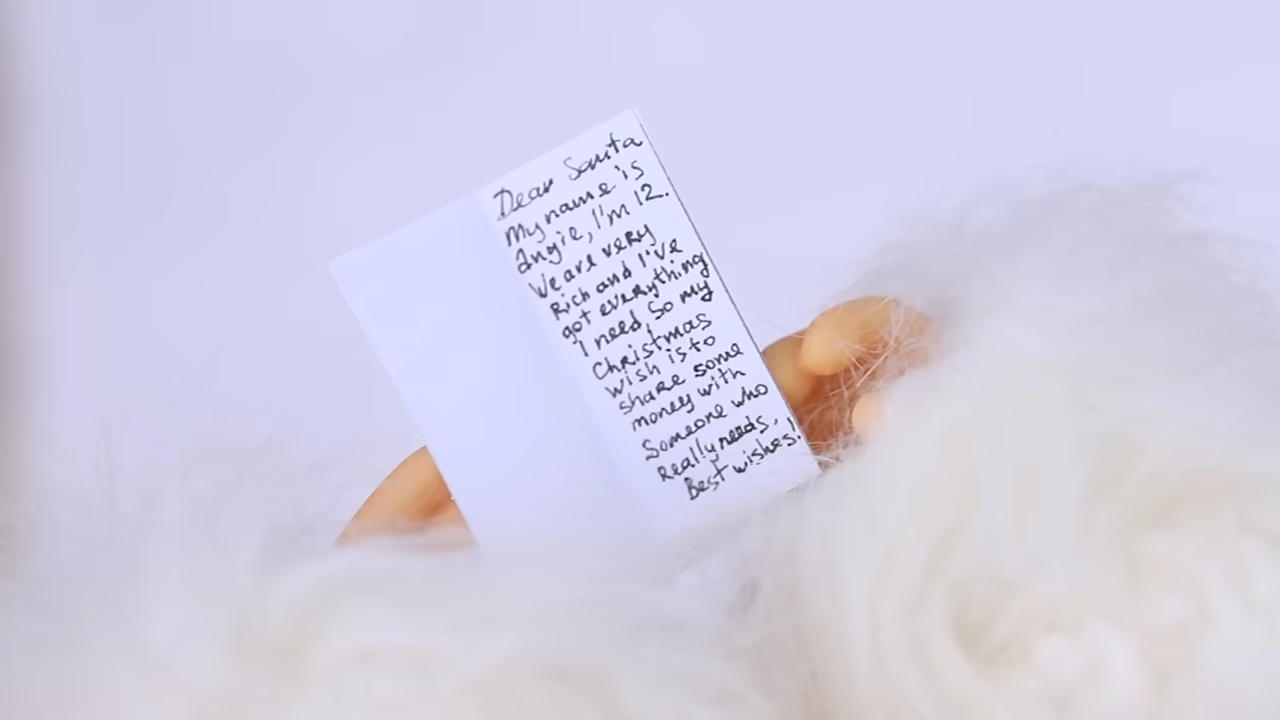 Dear Santa
My name is
Angie, I'm 12.
We are very
Rich and I've
got everything
I need, So my
Christmas
wish is to
share some
money with
Someone who
Really needs,
Best wishes!